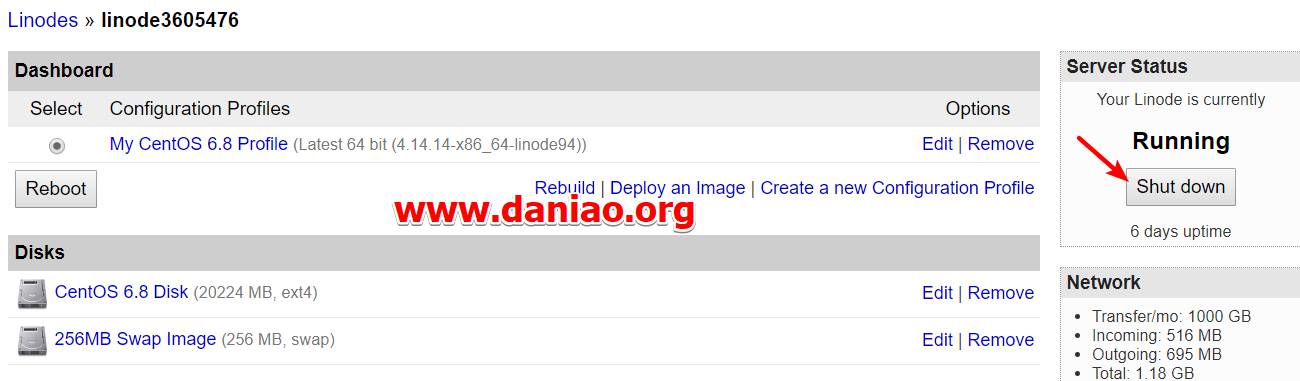 Linodes » linode3605476
Dashboard
Select Configuration Profiles Options
My CentOS 6.8 Profile (Latest 64 bit (4.14.14-x86_64-linode94)) Edit | Remove
Reboot Rebuild | Deploy an Image | Create a new Configuration Profile
www.daniao.org
Disks
CentOS 6.8 Disk (20224 MB, ext4) Edit | Remove
256MB Swap Image (256 MB, swap) Edit | Remove
Server Status
Your Linode is currently
Running
Shut down
6 days uptime
Network
Transfer/mo: 1000 GB
Incoming: 516 MB
Outgoing: 695 MB
Total: 1.18 GB